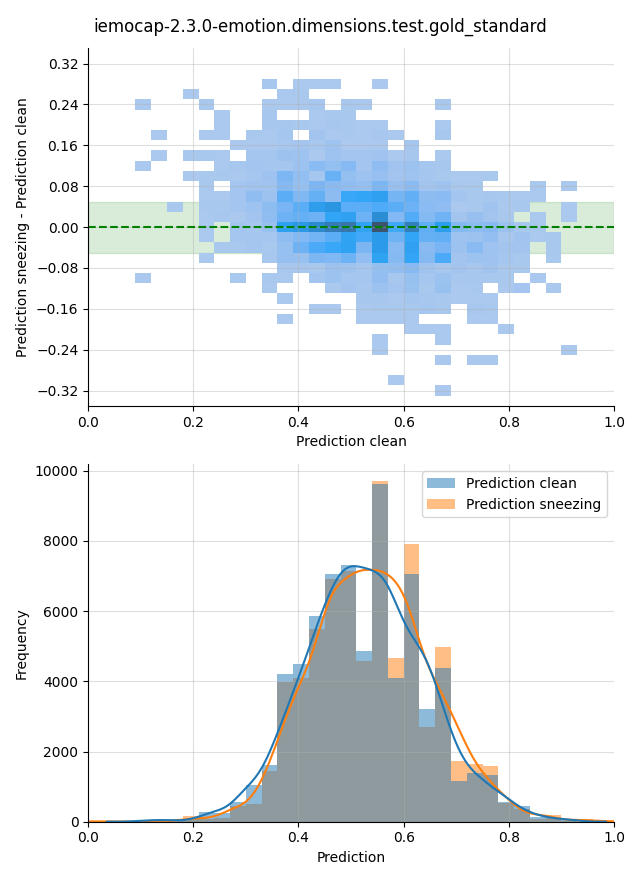 iemocap-2.3.0-emotion.dimensions.test.gold_standard
0.32
0.24
0.16
0.08
0.00
−0.08
−0.16
−0.24
−0.32
Prediction sneezing - Prediction clean
0.0 0.2 0.4 0.6 0.8 1.0
Prediction clean
10000
8000
6000
4000
2000
0
Frequency
Prediction clean
Prediction sneezing
0.0 0.2 0.4 0.6 0.8 1.0
Prediction